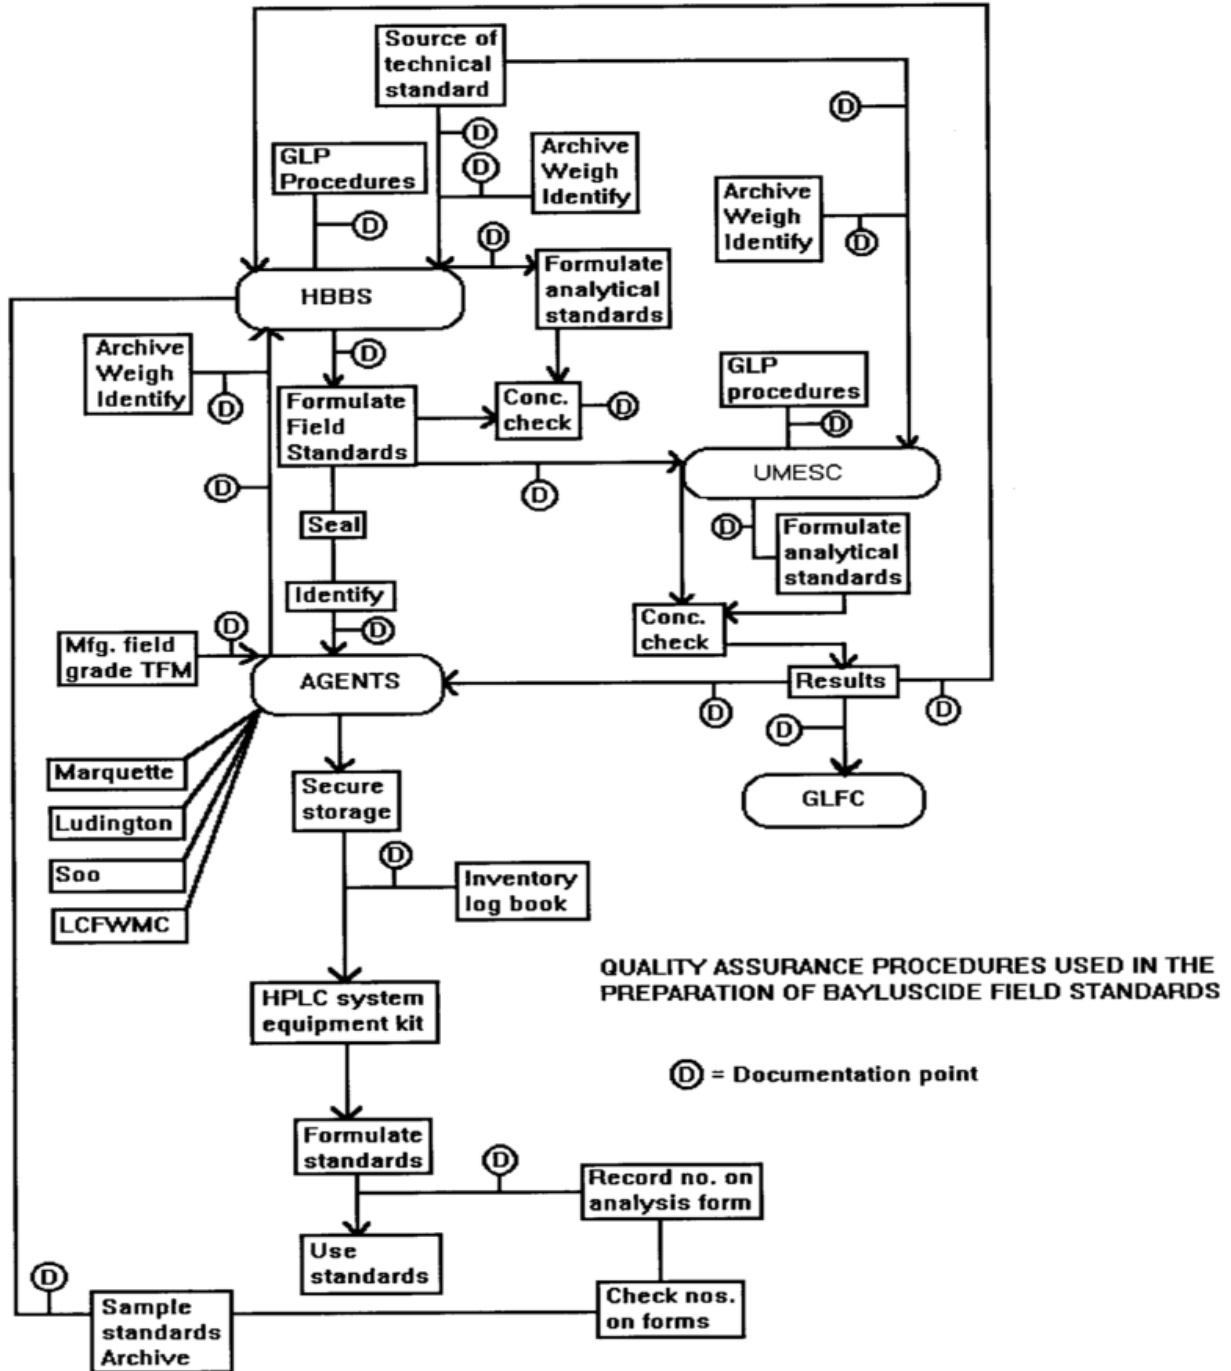 Source of
technical
standard
D
D
D
Archive
Weigh
Identify
GLP
Procedures
D
D
Archive
Weigh
Identify
D
D
HBBS
Formulate
analytical
standards
Archive
Weigh
Identify
D
D
Formulate
Field
Standards
Conc.
check
D
GLP
procedures
D
UMESC
D
D
Seal
D
Formulate
analytical
standards
Identify
D
Mfg. field
grade TFM
D
Conc.
check
AGENTS
Results
D
D
D
Marquette
Ludington
Soo
LCFWMC
Secure
storage
GLFC
D
Inventory
log book
HPLC system
equipment kit
QUALITY ASSURANCE PROCEDURES USED IN THE
PREPARATION OF BAYLUSCIDE FIELD STANDARDS
D = Documentation point
Formulate
standards
D
Record no. on
analysis form
Use
standards
D
Sample
standards
Archive
Check nos.
on forms